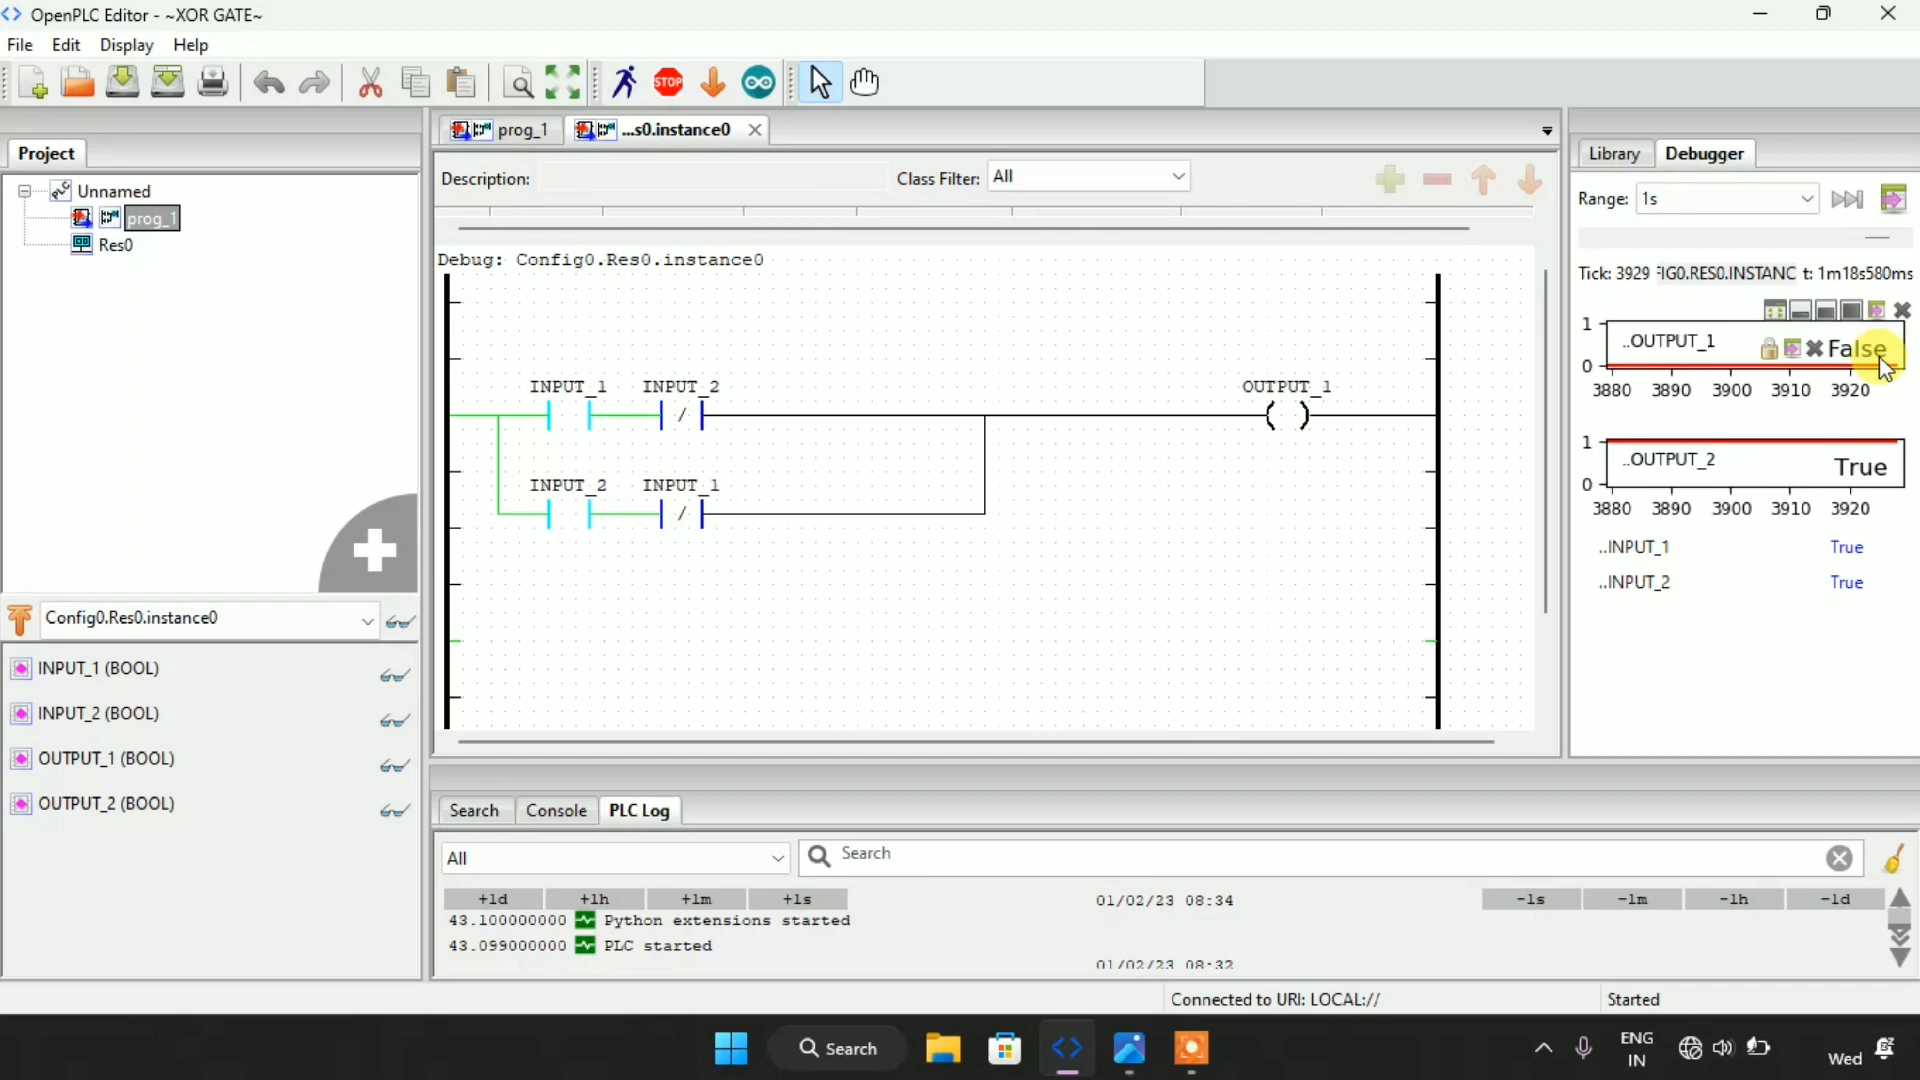 OpenPLC Editor - ~XOR GATE~
File Edit Display Help
STOP
Project
Unnamed
prog_1
Res0
Config0.Res0.instance0
INPUT_1 (BOOL)
INPUT_2 (BOOL)
OUTPUT_1 (BOOL)
OUTPUT_2 (BOOL)
prog_1 ...s0.instance0
Description: Class Filter: All
Debug: Config0.Res0.instance0
INPUT_1 INPUT_2 OUTPUT_1
INPUT_2 INPUT_1
Library Debugger
Range: 1s
Tick: 3929 IG0.RES0.INSTANC t: 1m18s580ms
1
..OUTPUT_1 False
0
3880 3890 3900 3910 3920
1
..OUTPUT_2 True
0
3880 3890 3900 3910 3920
..INPUT_1 True
..INPUT_2 True
Search Console PLC Log
All Search
+1d +1h +1m +1s 01/02/23 08:34 -1s -1m -1h -1d
43.100000000 Python extensions started
43.099000000 PLC started
01/02/23 08:32
Connected to URI: LOCAL:// Started
Search
ENG
IN
Wed